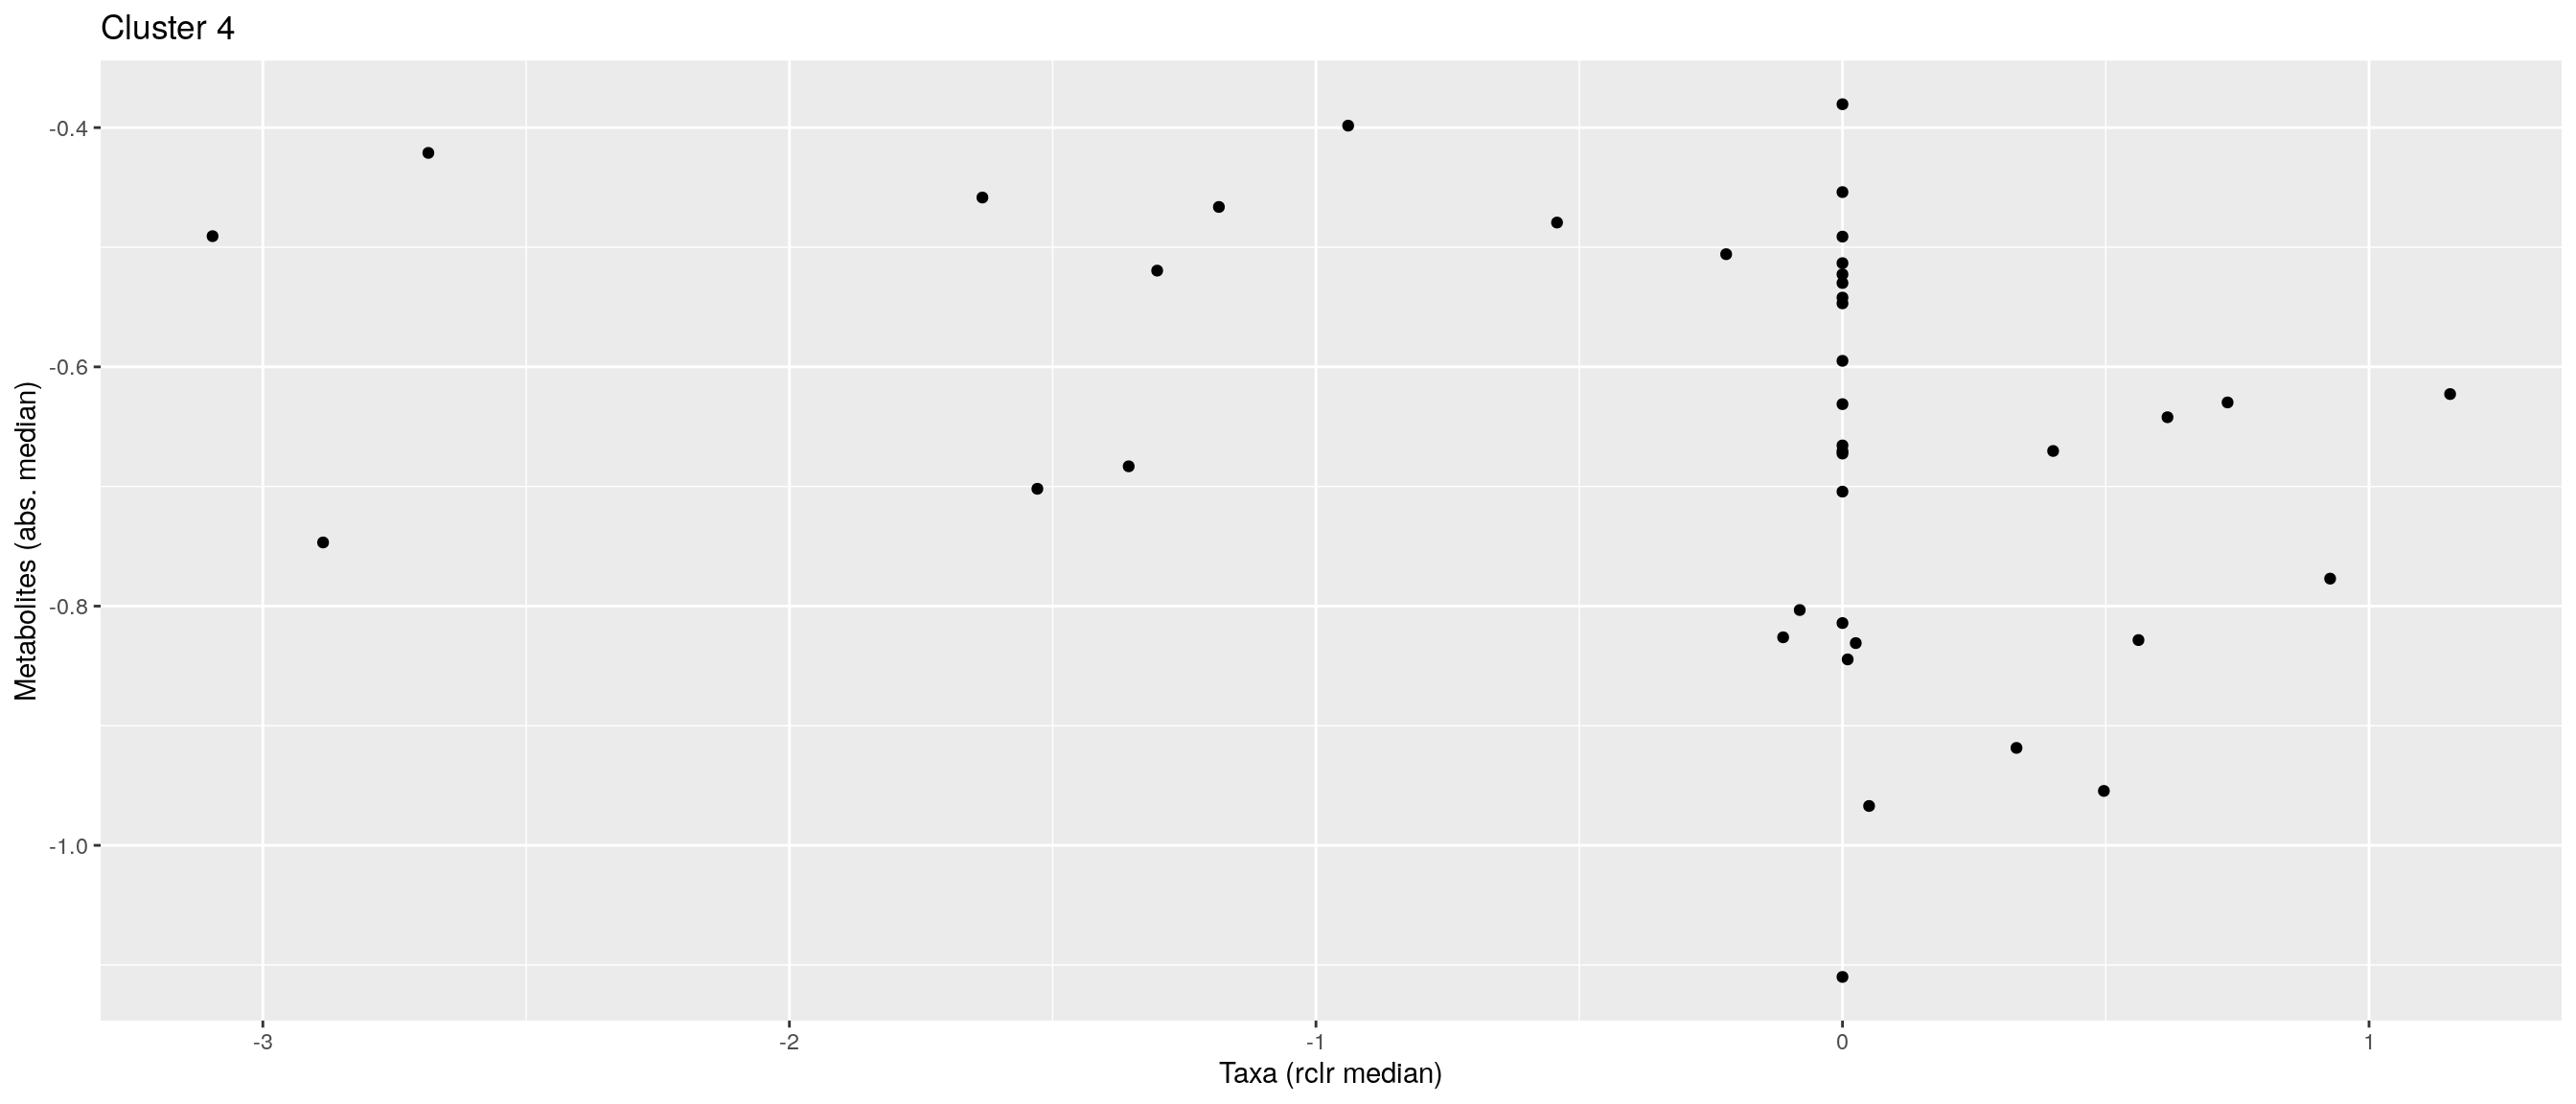 Cluster 4
-0.4
-0.6
-0.8
-1.0
Metabolites (abs. median)
-3 -2 -1 0 1
Taxa (rclr median)